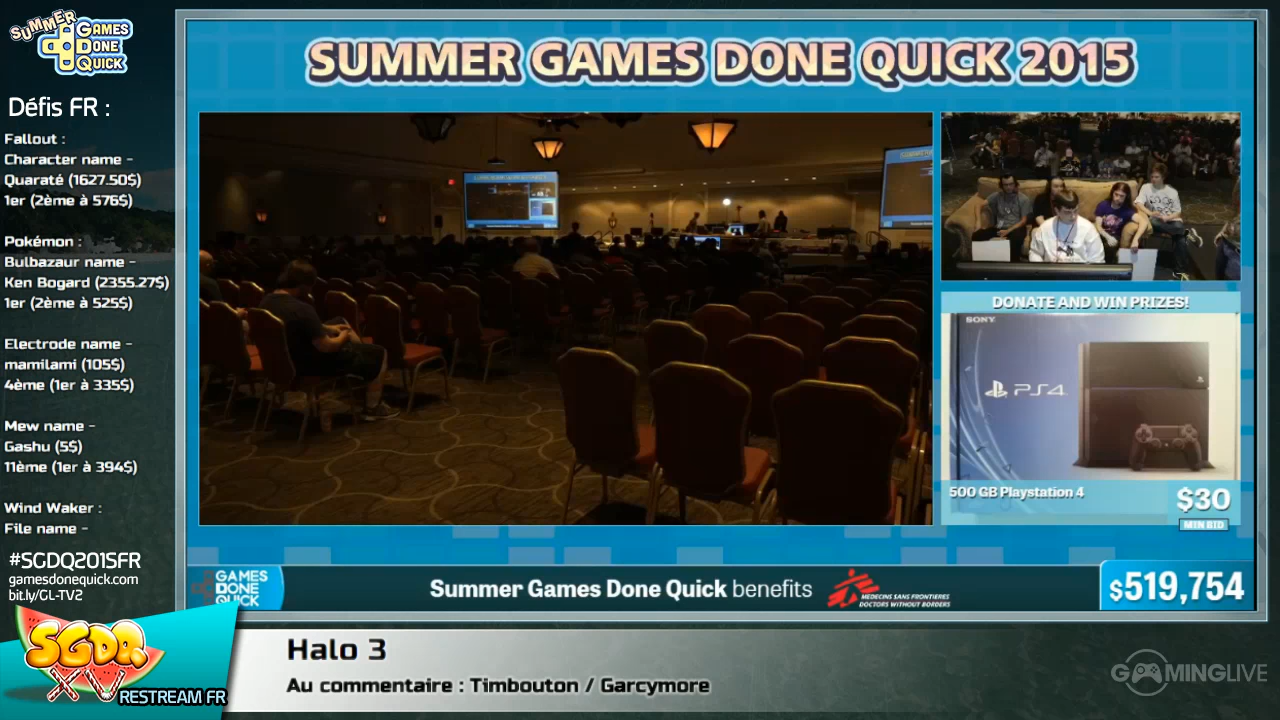 SUMMER
GAMES
DONE
QUICK
Défis FR :
Fallout :
Character name -
Quaraté (1627.50$)
1er (2ème à 576$)
Pokémon :
Bulbazaur name -
Ken Bogard (2355.27$)
1er (2ème à 525$)
Electrode name -
mamilami (105$)
4ème (1er à 335$)
Mew name -
Gashu (5$)
11ème (1er à 394$)
Wind Waker :
File name -
#SGDQ2015FR
gamesdonequick.com
bit.ly/GL-TV2
SGDQ
XV
RESTREAM FR
SUMMER GAMES DONE QUICK 2015
DONATE AND WIN PRIZES!
SONY
PS4
500 GB Playstation 4
$30
MIN BID
GAMES
DONE
QUICK
Summer Games Done Quick benefits
MEDECINS SANS FRONTIERES
DOCTORS WITHOUT BORDERS
$519,754
Halo 3
Au commentaire : Timbouton / Garcymore
GAMINGLIVE